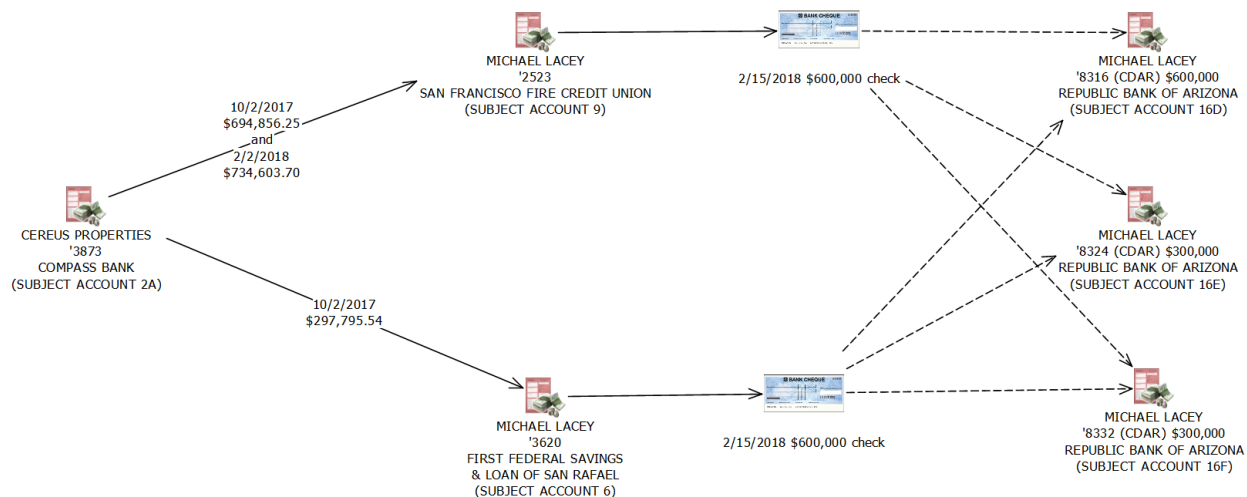 BANK CHEQUE
MICHAEL LACEY
'2523
SAN FRANCISCO FIRE CREDIT UNION
(SUBJECT ACCOUNT 9)
2/15/2018 $600,000 check
MICHAEL LACEY
'8316 (CDAR) $600,000
REPUBLIC BANK OF ARIZONA
(SUBJECT ACCOUNT 16D)
10/2/2017
$694,856.25
and
2/2/2018
$734,603.70
CEREUS PROPERTIES
'3873
COMPASS BANK
(SUBJECT ACCOUNT 2A)
MICHAEL LACEY
'8324 (CDAR) $300,000
REPUBLIC BANK OF ARIZONA
(SUBJECT ACCOUNT 16E)
10/2/2017
$297,795.54
BANK CHEQUE
MICHAEL LACEY
'3620
FIRST FEDERAL SAVINGS
& LOAN OF SAN RAFAEL
(SUBJECT ACCOUNT 6)
2/15/2018 $600,000 check
MICHAEL LACEY
'8332 (CDAR) $300,000
REPUBLIC BANK OF ARIZONA
(SUBJECT ACCOUNT 16F)